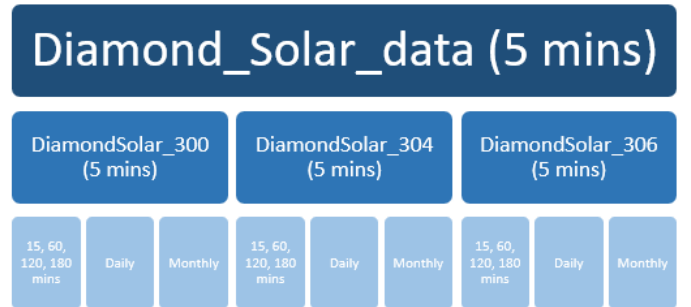 Diamond_Solar_data (5 mins)
DiamondSolar_300
(5 mins)
DiamondSolar_304
(5 mins)
DiamondSolar_306
(5 mins)
15, 60,
120, 180
mins
Daily
Monthly
15, 60,
120, 180
mins
Daily
Monthly
15, 60,
120, 180
mins
Daily
Monthly